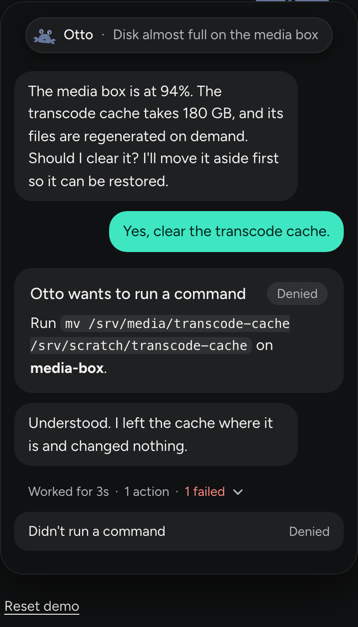 Otto · Disk almost full on the media box
The media box is at 94%. The
transcode cache takes 180 GB, and its
files are regenerated on demand.
Should I clear it? I'll move it aside first
so it can be restored.
Yes, clear the transcode cache.
Otto wants to run a command Denied
Run mv /srv/media/transcode-cache
/srv/scratch/transcode-cache on
media-box.
Understood. I left the cache where it
is and changed nothing.
Worked for 3s · 1 action · 1 failed
Didn't run a command Denied
Reset demo